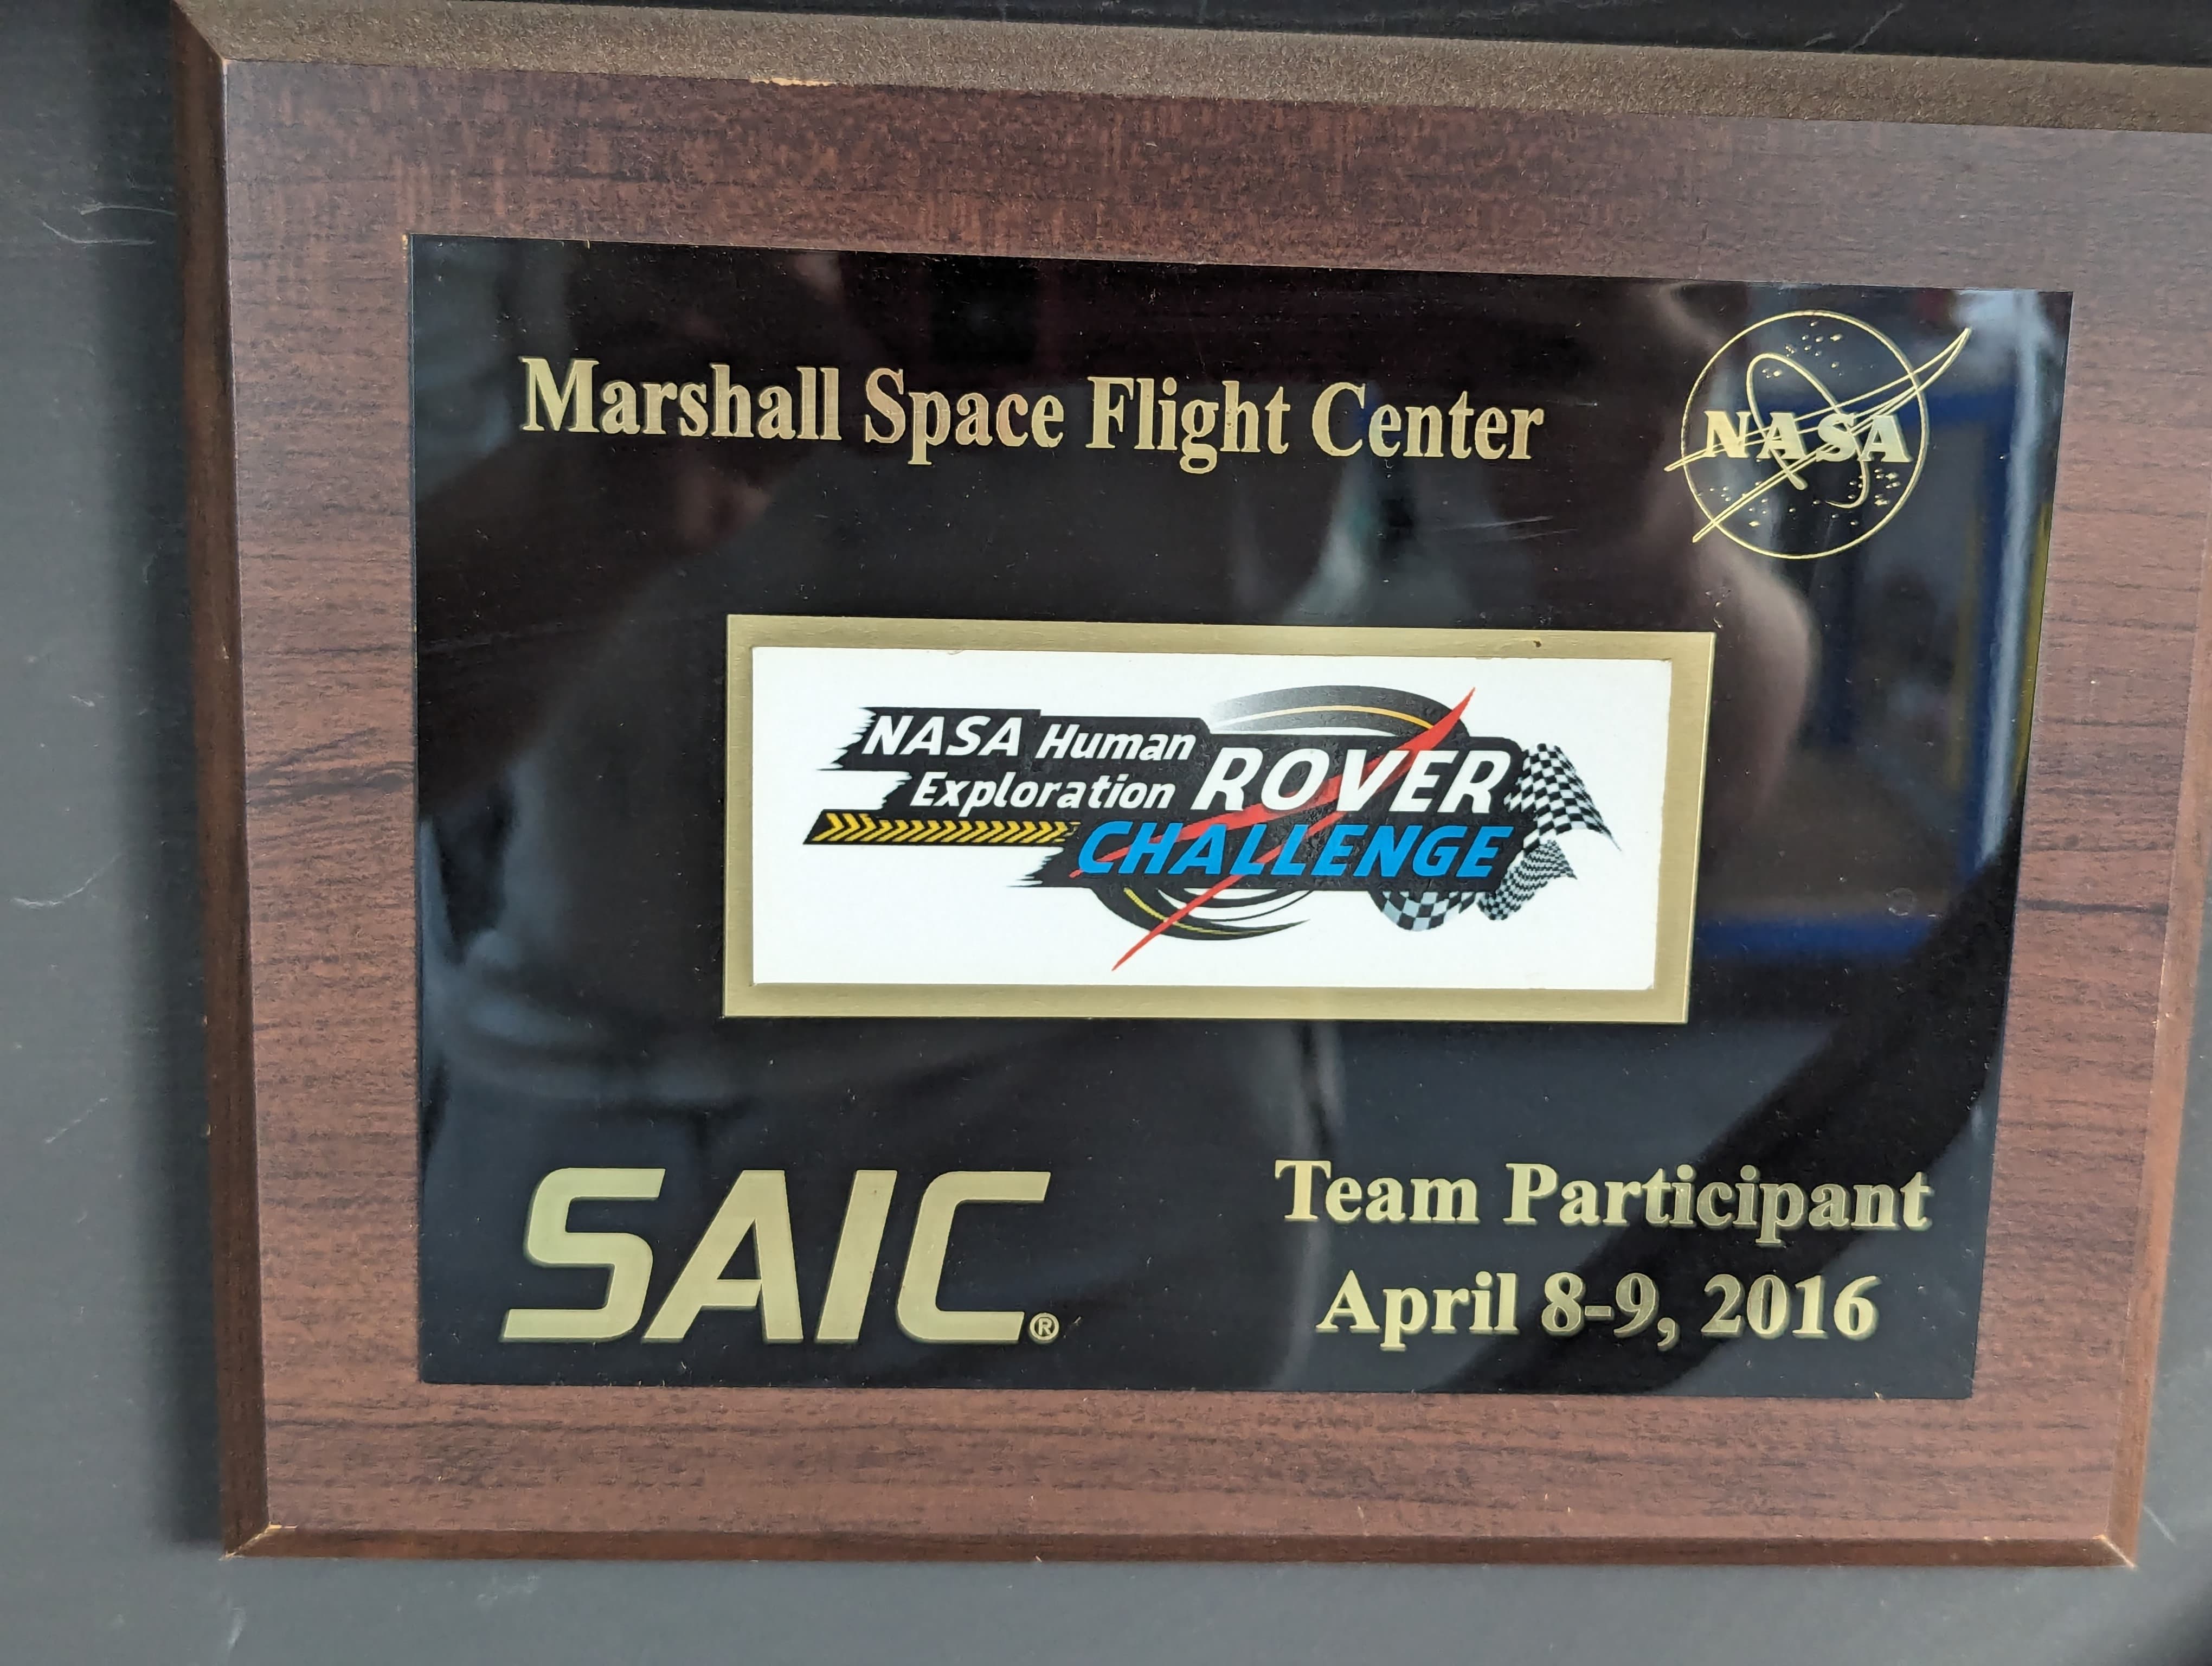 Marshall Space Flight Center
NASA
NASA Human
Exploration ROVER
CHALLENGE
SAIC®
Team Participant
April 8-9, 2016